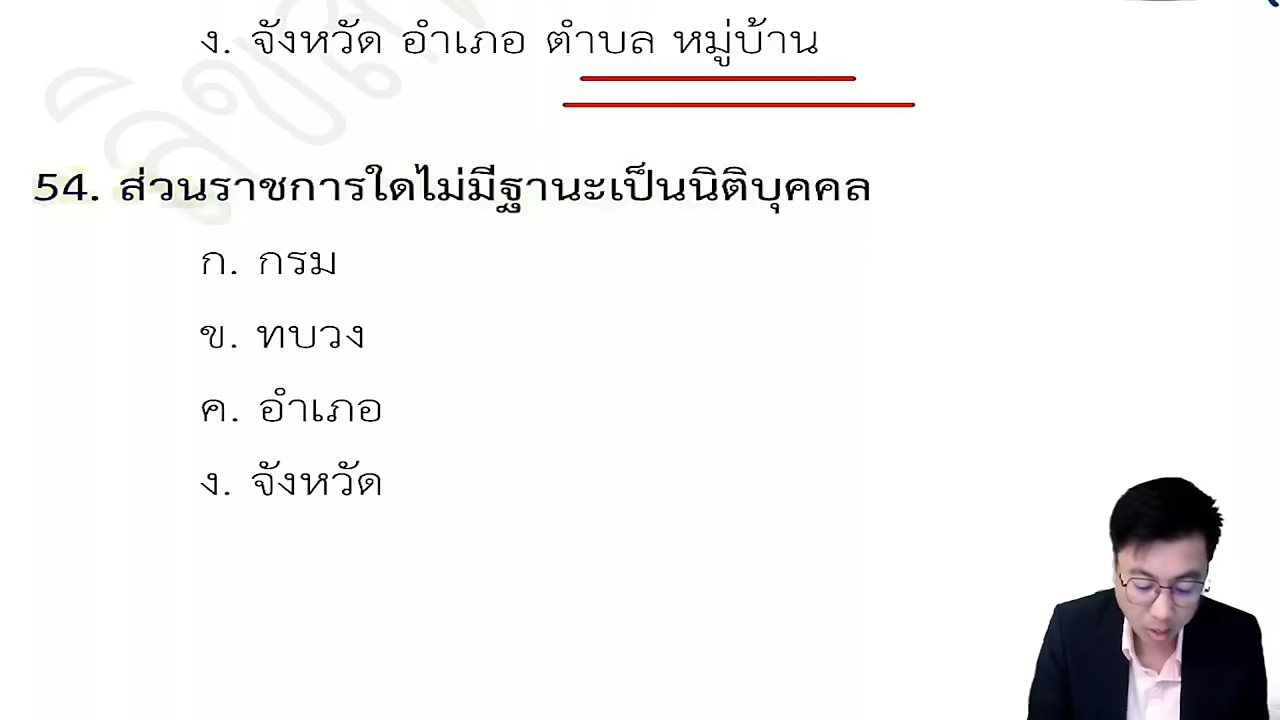 ง. จังหวัด อำเภอ ตำบล หมู่บ้าน
54. ส่วนราชการใดไม่มีฐานะเป็นนิติบุคคล
ก. กรม
ข. ทบวง
ค. อำเภอ
ง. จังหวัด